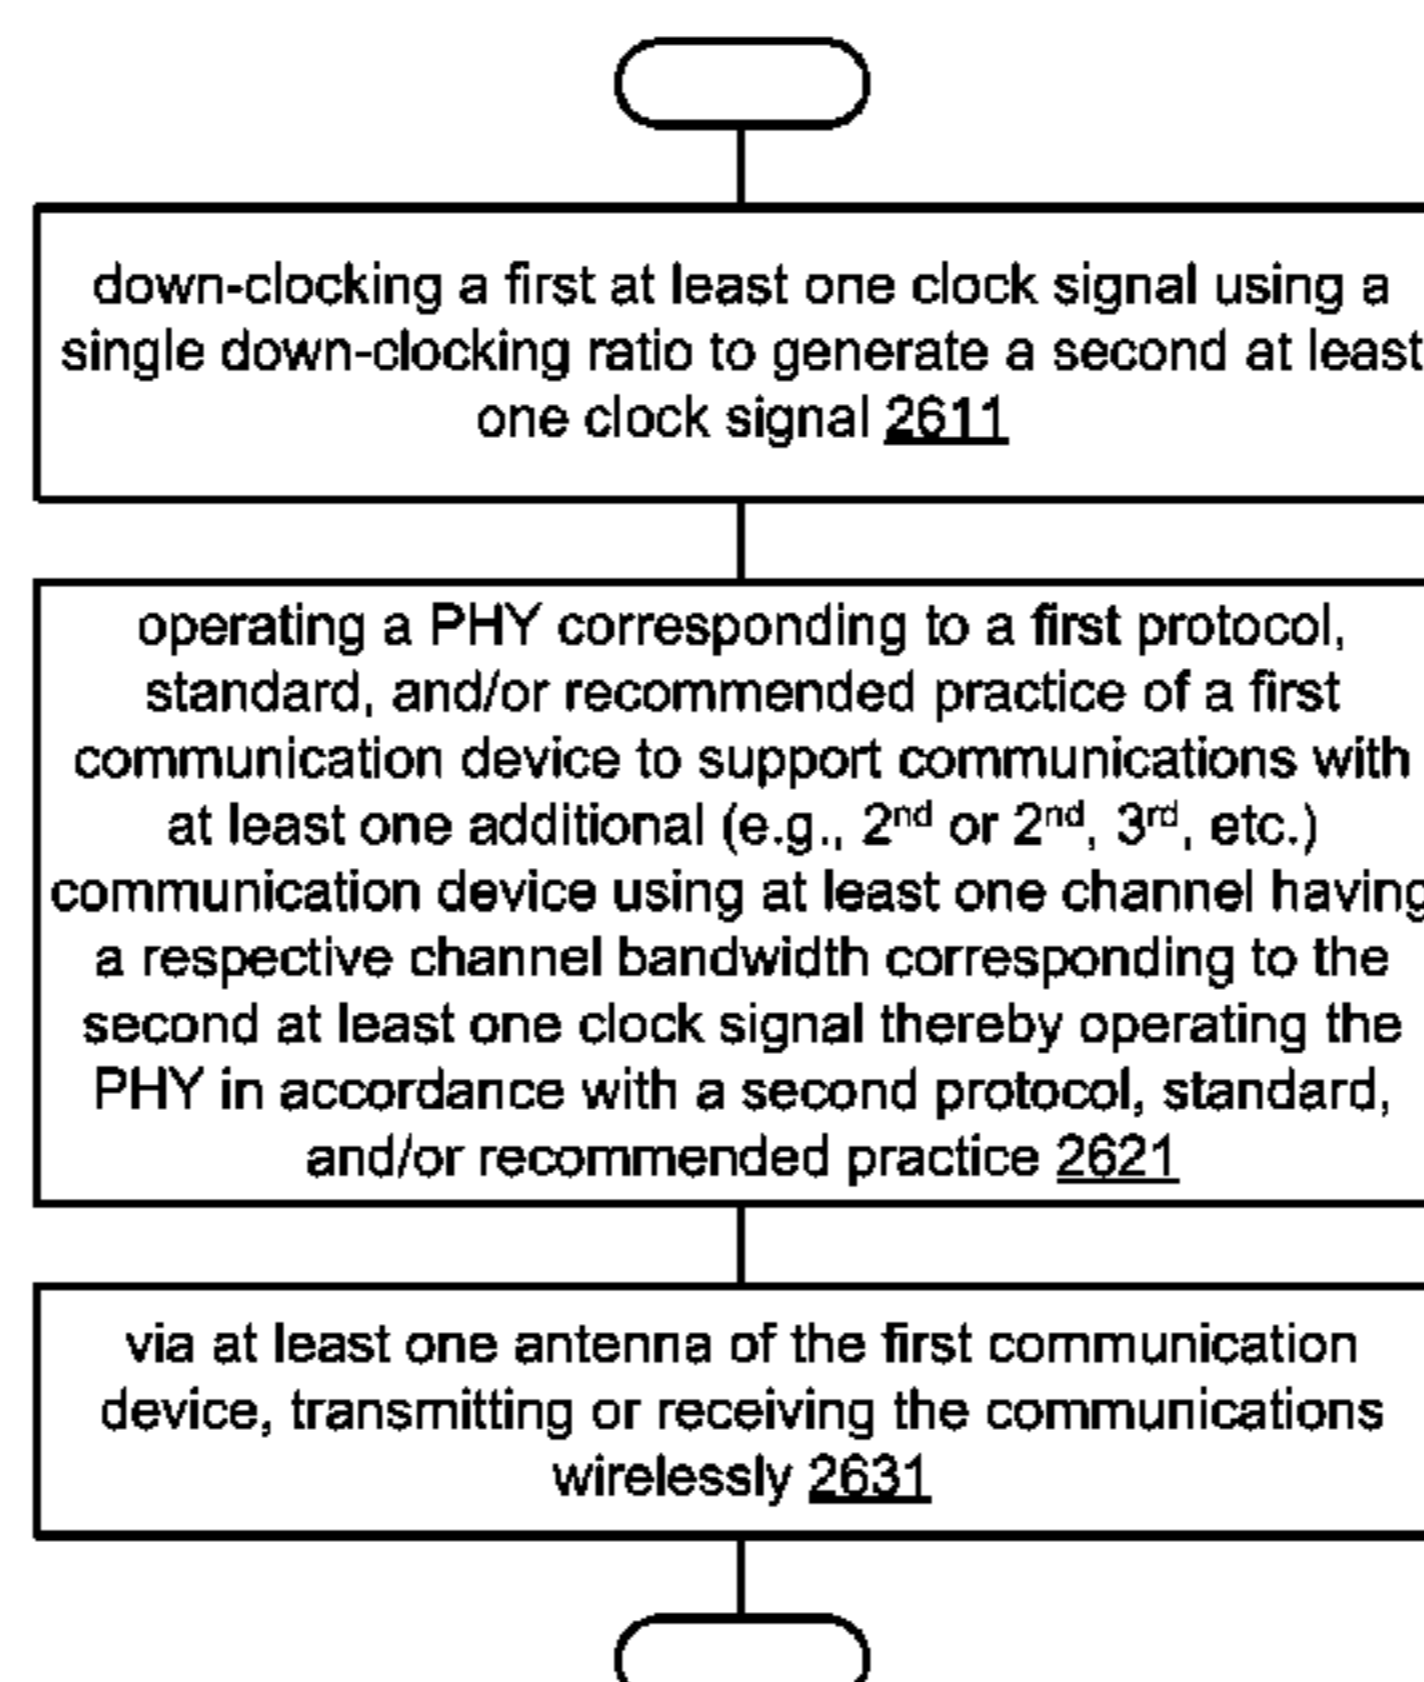 down-clocking a first at least one clock signal using a
single down-clocking ratio to generate a second at least
one clock signal 2611
operating a PHY corresponding to a first protocol,
standard, and/or recommended practice of a first
communication device to support communications with
at least one additional (e.g., 2nd or 2nd, 3rd, etc.)
communication device using at least one channel having
a respective channel bandwidth corresponding to the
second at least one clock signal thereby operating the
PHY in accordance with a second protocol, standard,
and/or recommended practice 2621
via at least one antenna of the first communication
device, transmitting or receiving the communications
wirelessly 2631